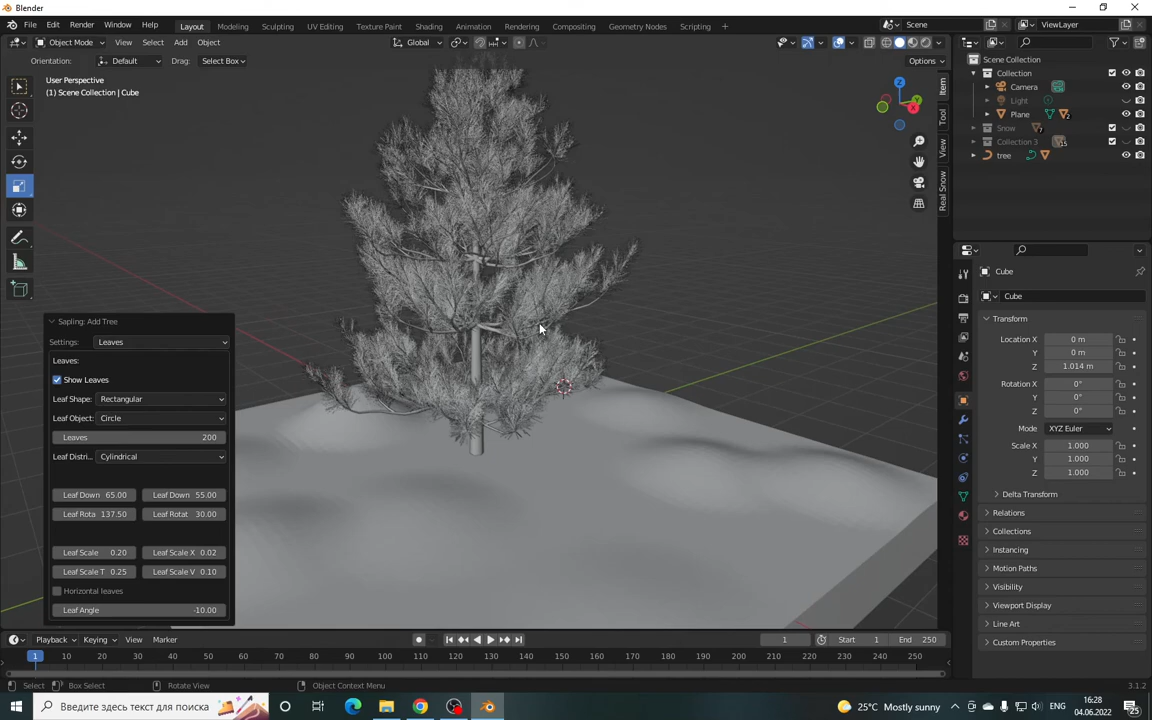 Blender
File Edit Render Window Help Layout Modeling Sculpting UV Editing Texture Paint Shading Animation Rendering Compositing Geometry Nodes Scripting + Scene ViewLayer
Object Mode View Select Add Object Global
Orientation: Default Drag: Select Box Options
User Perspective
(1) Scene Collection | Cube
Z
Y
X
Item
Tool
View
Real Snow
Scene Collection
Collection
Camera
Light
Plane 2
Snow 7
Collection 3 15
tree
Sapling: Add Tree
Settings: Leaves
Leaves:
Show Leaves
Leaf Shape: Rectangular
Leaf Object: Circle
Leaves 200
Leaf Distri... Cylindrical
Leaf Down 65.00 Leaf Down 55.00
Leaf Rota 137.50 Leaf Rotat 30.00
Leaf Scale 0.20 Leaf Scale X 0.02
Leaf Scale T 0.25 Leaf Scale V 0.10
Horizontal leaves
Leaf Angle -10.00
Cube
Cube
Transform
Location X 0 m
Y 0 m
Z 1.014 m
Rotation X 0°
Y 0°
Z 0°
Mode XYZ Euler
Scale X 1.000
Y 1.000
Z 1.000
Delta Transform
Relations
Collections
Instancing
Motion Paths
Visibility
Viewport Display
Line Art
Custom Properties
Playback Keying View Marker 1 Start 1 End 250
1 10 20 30 40 50 60 70 80 90 100 110 120 130 140 150 160 170 180 190 200 210 220 230 240 250
Select Box Select Rotate View Object Context Menu 3.1.2
Введите здесь текст для поиска 25°C Mostly sunny ENG 16:28 04.06.2022 25